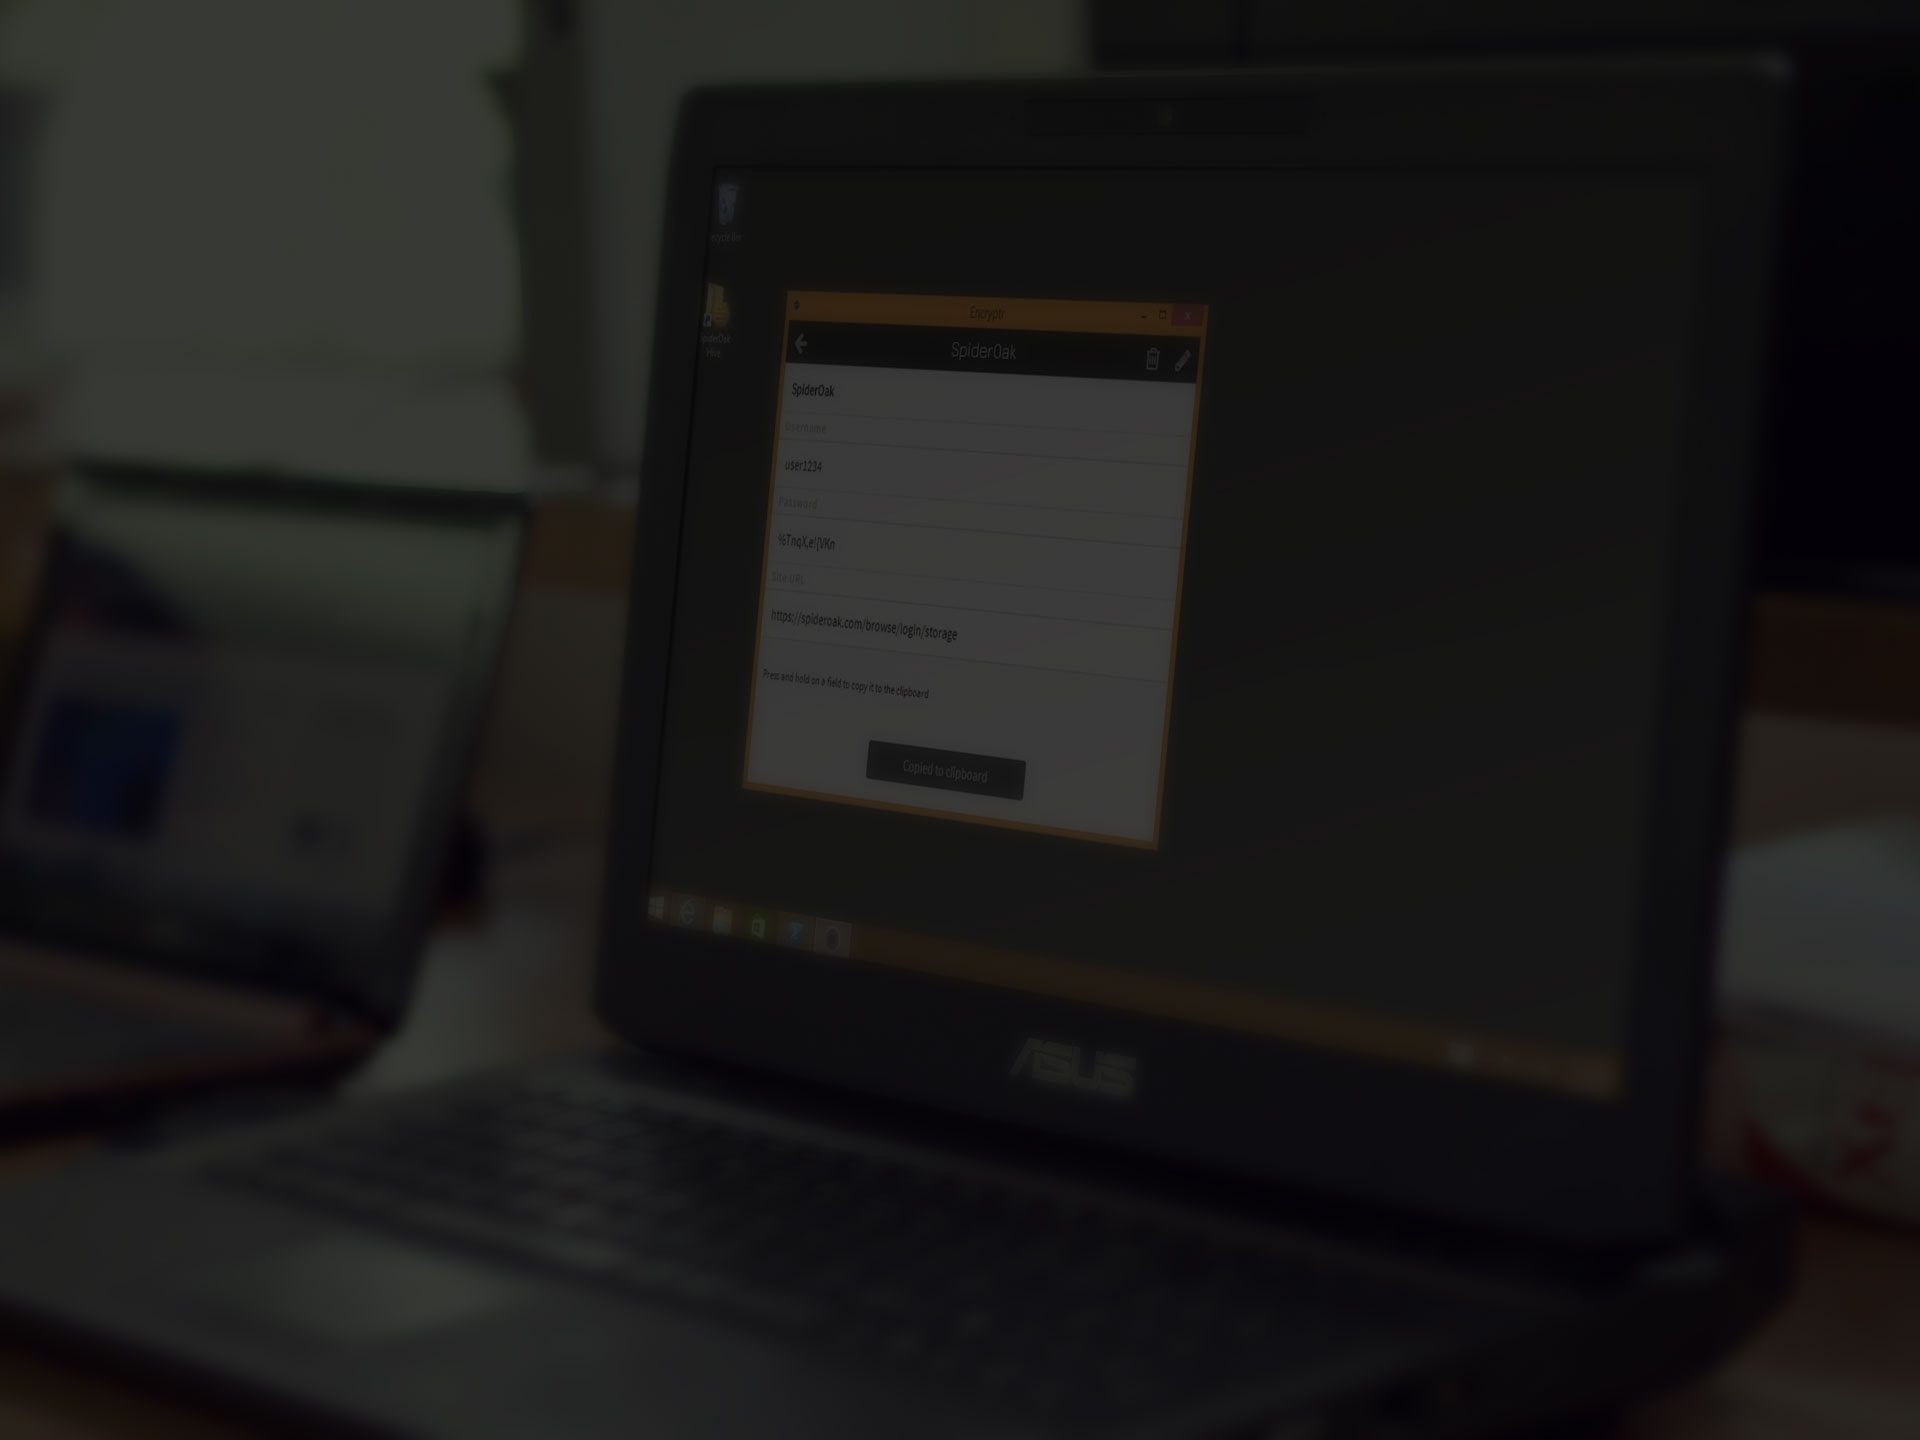 Recycle Bin
SpiderOak
Hive
Encryptr
SpiderOak
SpiderOak
Username
user1234
Password
%TnqX,e![VKn
Site URL
https://spideroak.com/browse/login/storage
Press and hold on a field to copy it to the clipboard
Copied to clipboard
ASUS